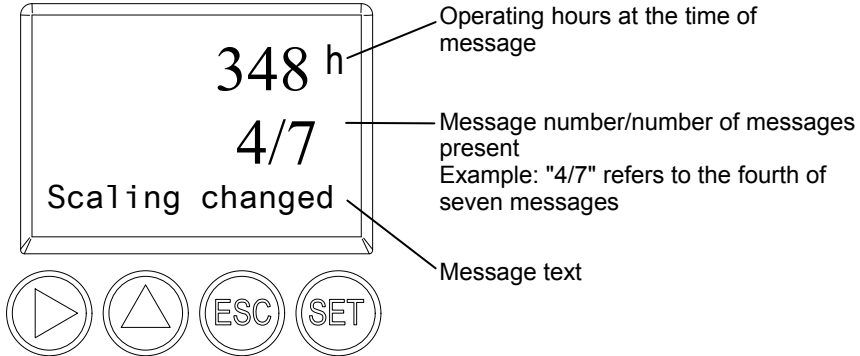 348 h
4/7
Scaling changed
ESC SET
Operating hours at the time of
message
Message number/number of messages
present
Example: "4/7" refers to the fourth of
seven messages
Message text